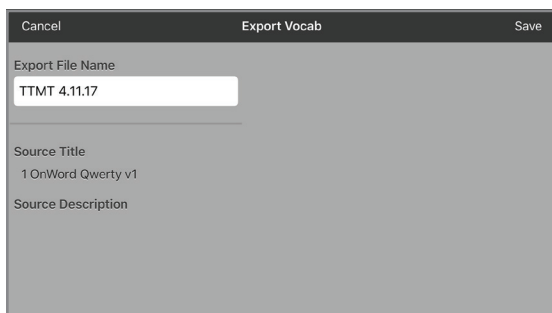 Cancel Export Vocab Save
Export File Name
TTMT 4.11.17
Source Title
1 OnWord Qwerty v1
Source Description